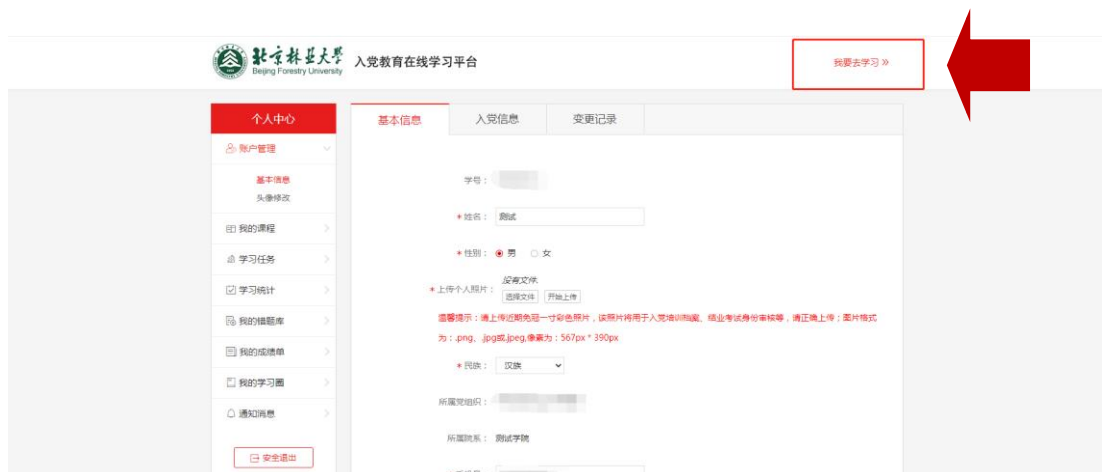 北京林业大学
Beijing Forestry University
入党教育在线学习平台
我要去学习 »
个人中心
账户管理
基本信息
头像修改
我的课程
学习任务
学习统计
我的错题库
我的成绩单
我的学习圈
通知消息
安全退出
基本信息 入党信息 变更记录
学号：
* 姓名： 测试
* 性别： 男 女
* 上传个人照片： 没有文件
选择文件 开始上传
温馨提示：请上传近期免冠一寸彩色照片，该照片将用于入党培训档案、结业考试身份审核等，请正确上传；图片格式
为：.png、.jpg或.jpeg,像素为：567px * 390px
* 民族： 汉族
所属党组织：
所属院系： 测试学院